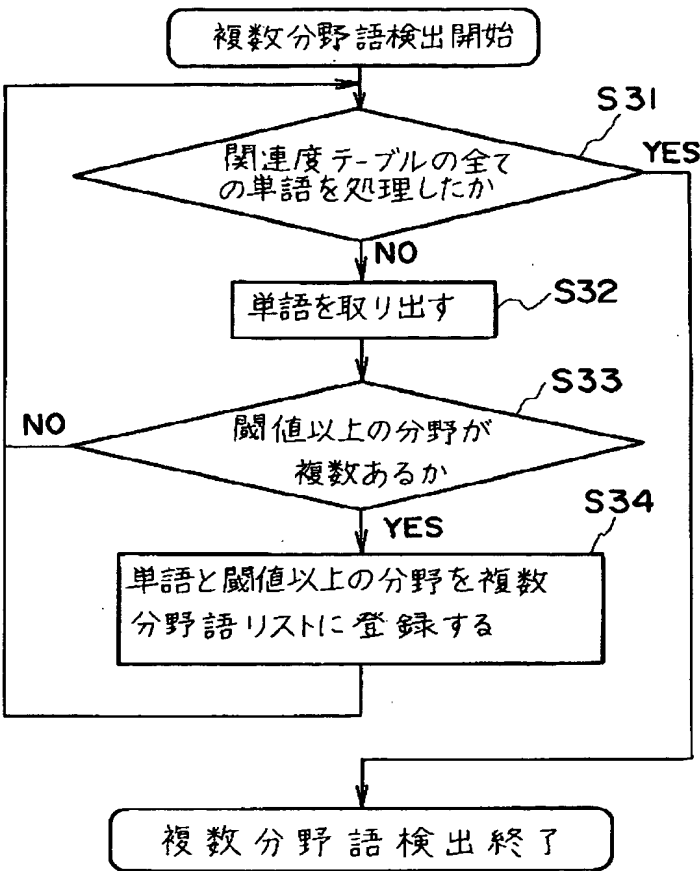 複数分野語検出開始
S31
関連度テーブルの全て
の単語を処理したか
YES
NO
単語を取り出す
S32
S33
NO
閾値以上の分野が
複数あるか
YES
S34
単語と閾値以上の分野を複数
分野語リストに登録する
複数分野語検出終了